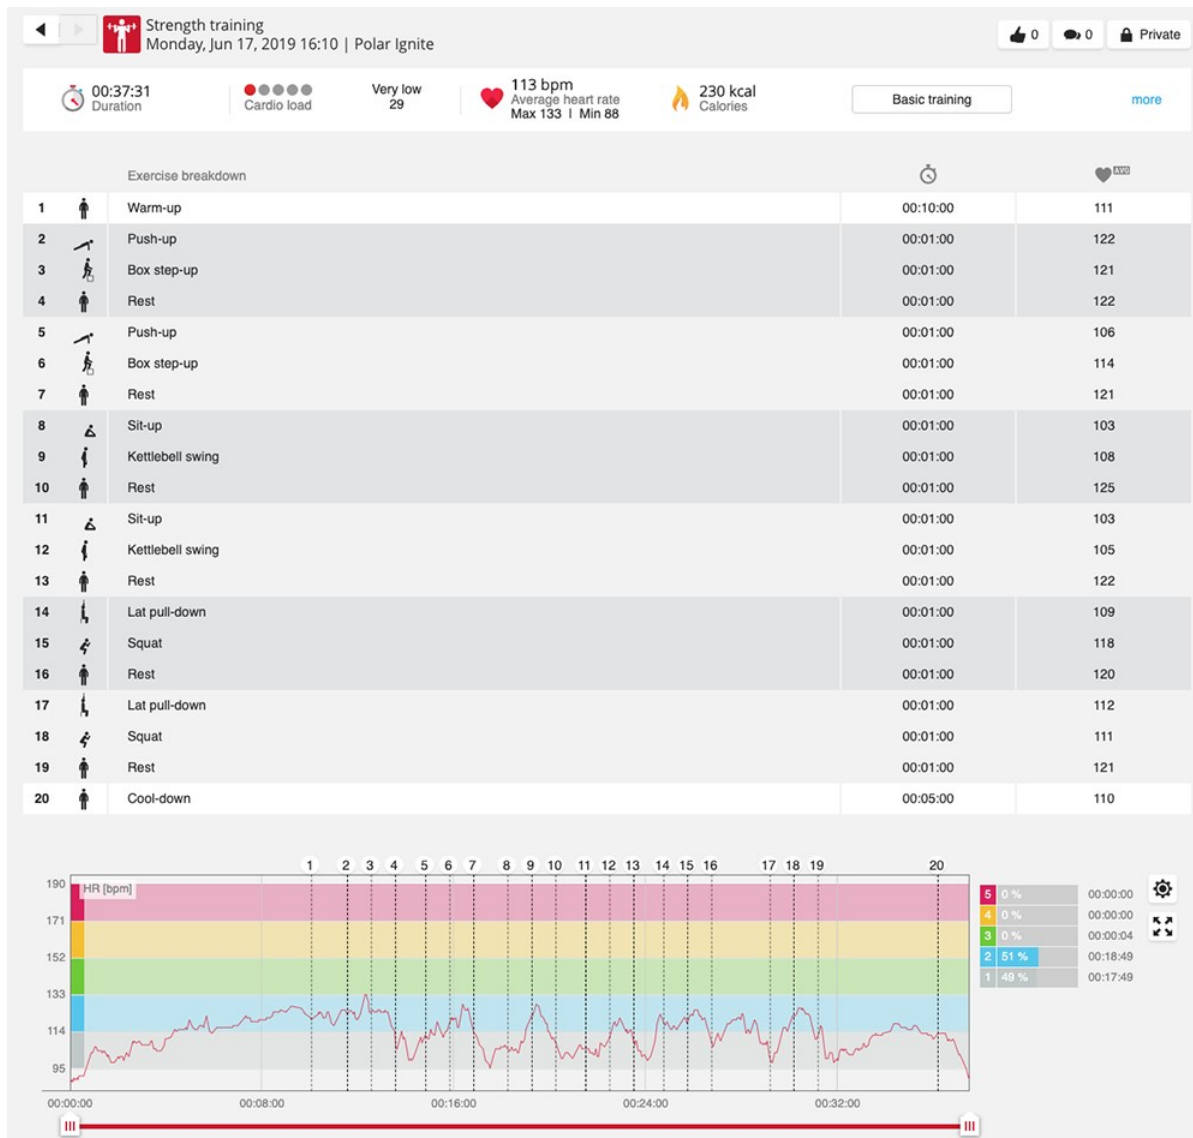 Strength training
Monday, Jun 17, 2019 16:10 | Polar Ignite
0 0 Private
00:37:31
Duration
Cardio load
Very low
29
113 bpm
Average heart rate
Max 133 | Min 88
230 kcal
Calories
Basic training
more
Exercise breakdown AVG
1 Warm-up 00:10:00 111
2 Push-up 00:01:00 122
3 Box step-up 00:01:00 121
4 Rest 00:01:00 122
5 Push-up 00:01:00 106
6 Box step-up 00:01:00 114
7 Rest 00:01:00 121
8 Sit-up 00:01:00 103
9 Kettlebell swing 00:01:00 108
10 Rest 00:01:00 125
11 Sit-up 00:01:00 103
12 Kettlebell swing 00:01:00 105
13 Rest 00:01:00 122
14 Lat pull-down 00:01:00 109
15 Squat 00:01:00 118
16 Rest 00:01:00 120
17 Lat pull-down 00:01:00 112
18 Squat 00:01:00 111
19 Rest 00:01:00 121
20 Cool-down 00:05:00 110
1 2 3 4 5 6 7 8 9 10 11 12 13 14 15 16 17 18 19 20
HR [bpm]
190
171
152
133
114
95
00:00:00 00:08:00 00:16:00 00:24:00 00:32:00
5 0 % 00:00:00
4 0 % 00:00:00
3 0 % 00:00:04
2 51 % 00:18:49
1 49 % 00:17:49